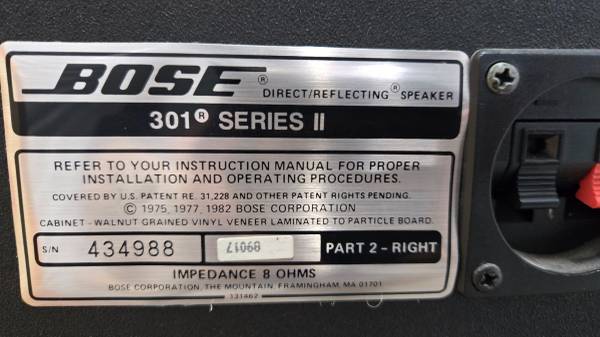 BOSE® DIRECT/REFLECTING® SPEAKER
301® SERIES II
REFER TO YOUR INSTRUCTION MANUAL FOR PROPER
INSTALLATION AND OPERATING PROCEDURES.
COVERED BY U.S. PATENT RE. 31,228 AND OTHER PATENT RIGHTS PENDING.
© 1975, 1977, 1982 BOSE CORPORATION
CABINET-WALNUT GRAINED VINYL VENEER LAMINATED TO PARTICLE BOARD.
S/N 434988 89017 PART 2-RIGHT
IMPEDANCE 8 OHMS
BOSE CORPORATION, THE MOUNTAIN, FRAMINGHAM, MA 01701
131462